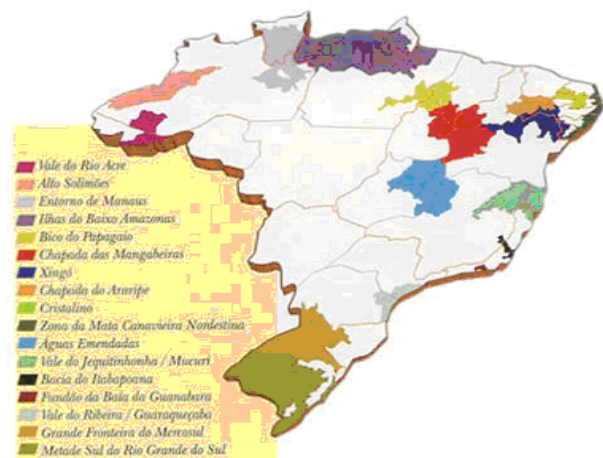 Vale do Rio Acre
Alto Solimões
Entorno de Manaus
Ilhas do Baixo Amazonas
Bico do Papagaio
Chapada das Mangabeiras
Xingó
Chapada do Araripe
Cristalino
Zona da Mata Canavieira Nordestina
Águas Emendadas
Vale do Jequitinhonha / Mucuri
Bacia do Itabapoana
Fundão da Baía da Guanabara
Vale do Ribeira / Guaraqueçaba
Grande Fronteira do Mercosul
Metade Sul do Rio Grande do Sul